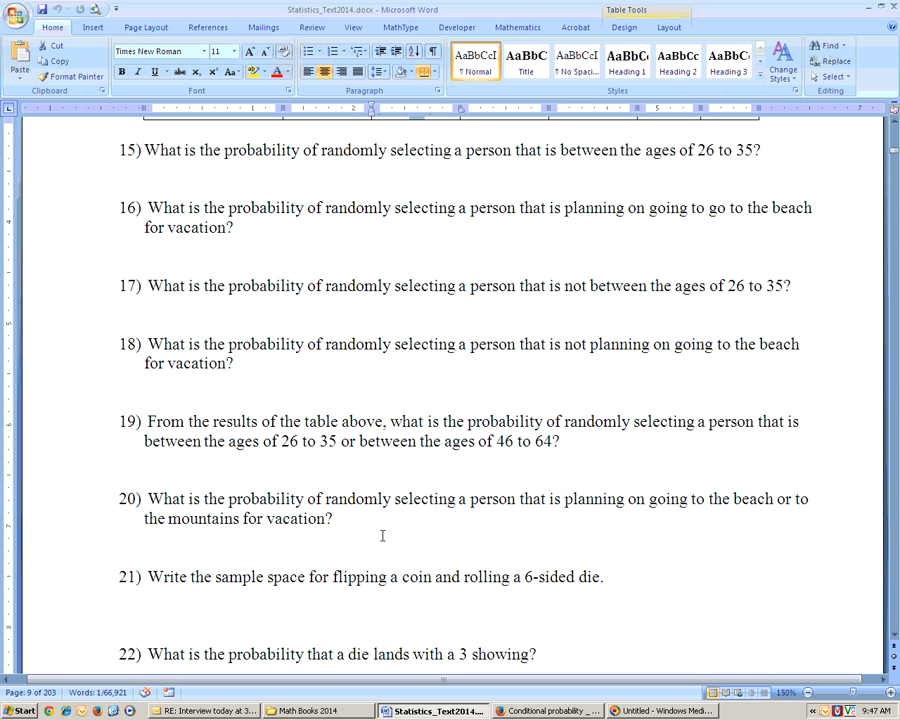 Statistics_Text2014.docx - Microsoft Word
Table Tools
Home Insert Page Layout References Mailings Review View MathType Developer Mathematics Acrobat Design Layout
Paste
Cut
Copy
Format Painter
Clipboard
Times New Roman 11
Font
Paragraph
AaBbCcI AaBbC AaBbCcI AaBbC AaBbCc AaBbC
¶ Normal Title ¶ No Spaci... Heading 1 Heading 2 Heading 3
Change Styles
Styles
Find
Replace
Select
Editing
15) What is the probability of randomly selecting a person that is between the ages of 26 to 35?
16) What is the probability of randomly selecting a person that is planning on going to go to the beach
for vacation?
17) What is the probability of randomly selecting a person that is not between the ages of 26 to 35?
18) What is the probability of randomly selecting a person that is not planning on going to the beach
for vacation?
19) From the results of the table above, what is the probability of randomly selecting a person that is
between the ages of 26 to 35 or between the ages of 46 to 64?
20) What is the probability of randomly selecting a person that is planning on going to the beach or to
the mountains for vacation?
21) Write the sample space for flipping a coin and rolling a 6-sided die.
22) What is the probability that a die lands with a 3 showing?
Page: 9 of 203 Words: 1/66,921 150%
Start RE: Interview today at 3... Math Books 2014 Statistics_Text2014.... Conditional probability _... Untitled - Windows Medi... 9:47 AM